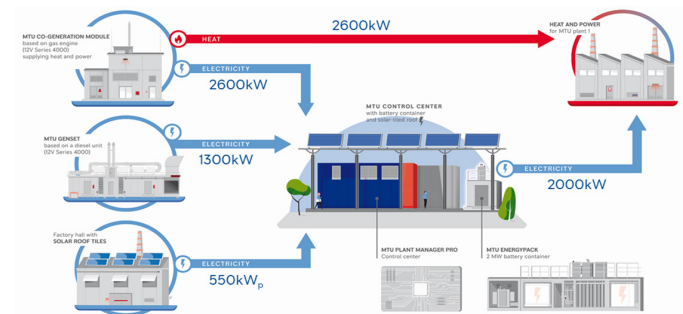 MTU CO-GENERATION MODULE
based on gas engine
(12V Series 4000)
supplying heat and power
HEAT
2600kW
HEAT AND POWER
for MTU plant 1
ELECTRICITY
2600kW
MTU CONTROL CENTER
with battery container
and solar tiled roof
MTU GENSET
based on a diesel unit
(12V Series 4000)
ELECTRICITY
1300kW
ELECTRICITY
2000kW
Factory hall with
SOLAR ROOF TILES
ELECTRICITY
550kWp
MTU PLANT MANAGER PRO
Control center
MTU ENERGYPACK
2 MW battery container